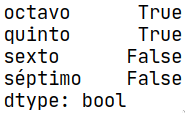 octavo      True
quinto      True
sexto      False
séptimo    False
dtype: bool